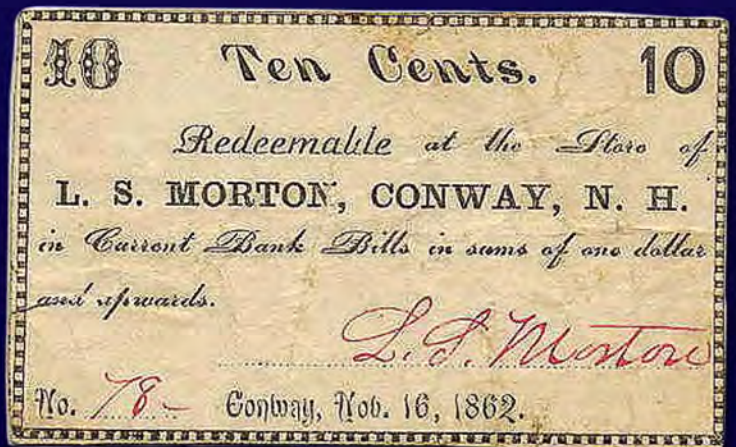 10 Ten Cents. 10
Redeemable at the Store of
L. S. MORTON, CONWAY, N. H.
in Current Bank Bills in sums of one dollar
and upwards.
L. S. Morton
No. 78- Conway, Nov. 16, 1862.